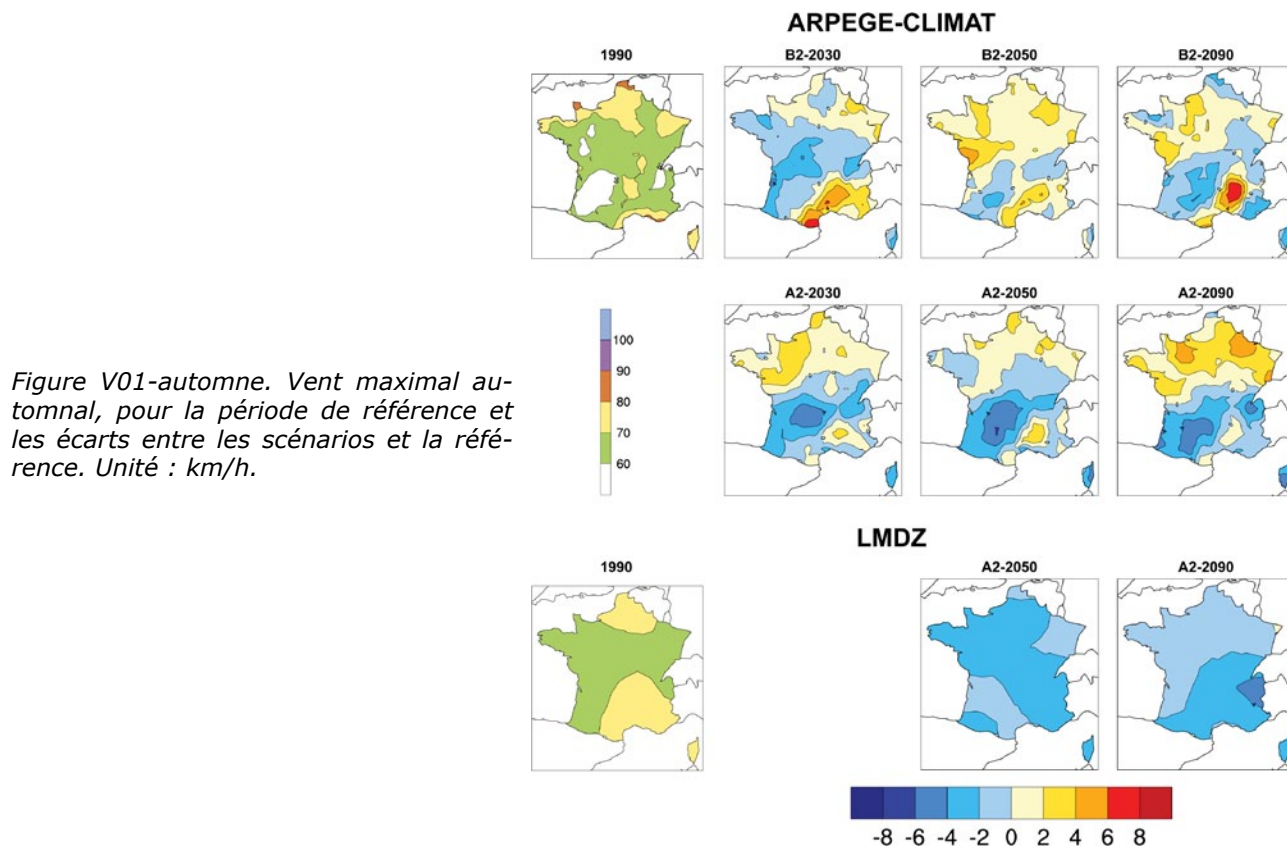 ARPEGE-CLIMAT
1990
B2-2030
B2-2050
B2-2090
A2-2030
A2-2050
A2-2090
100
90
80
70
60
Figure V01-automne. Vent maximal au-
tomnal, pour la période de référence et
les écarts entre les scénarios et la réfé-
rence. Unité : km/h.
LMDZ
1990
A2-2050
A2-2090
-8 -6 -4 -2 0 2 4 6 8